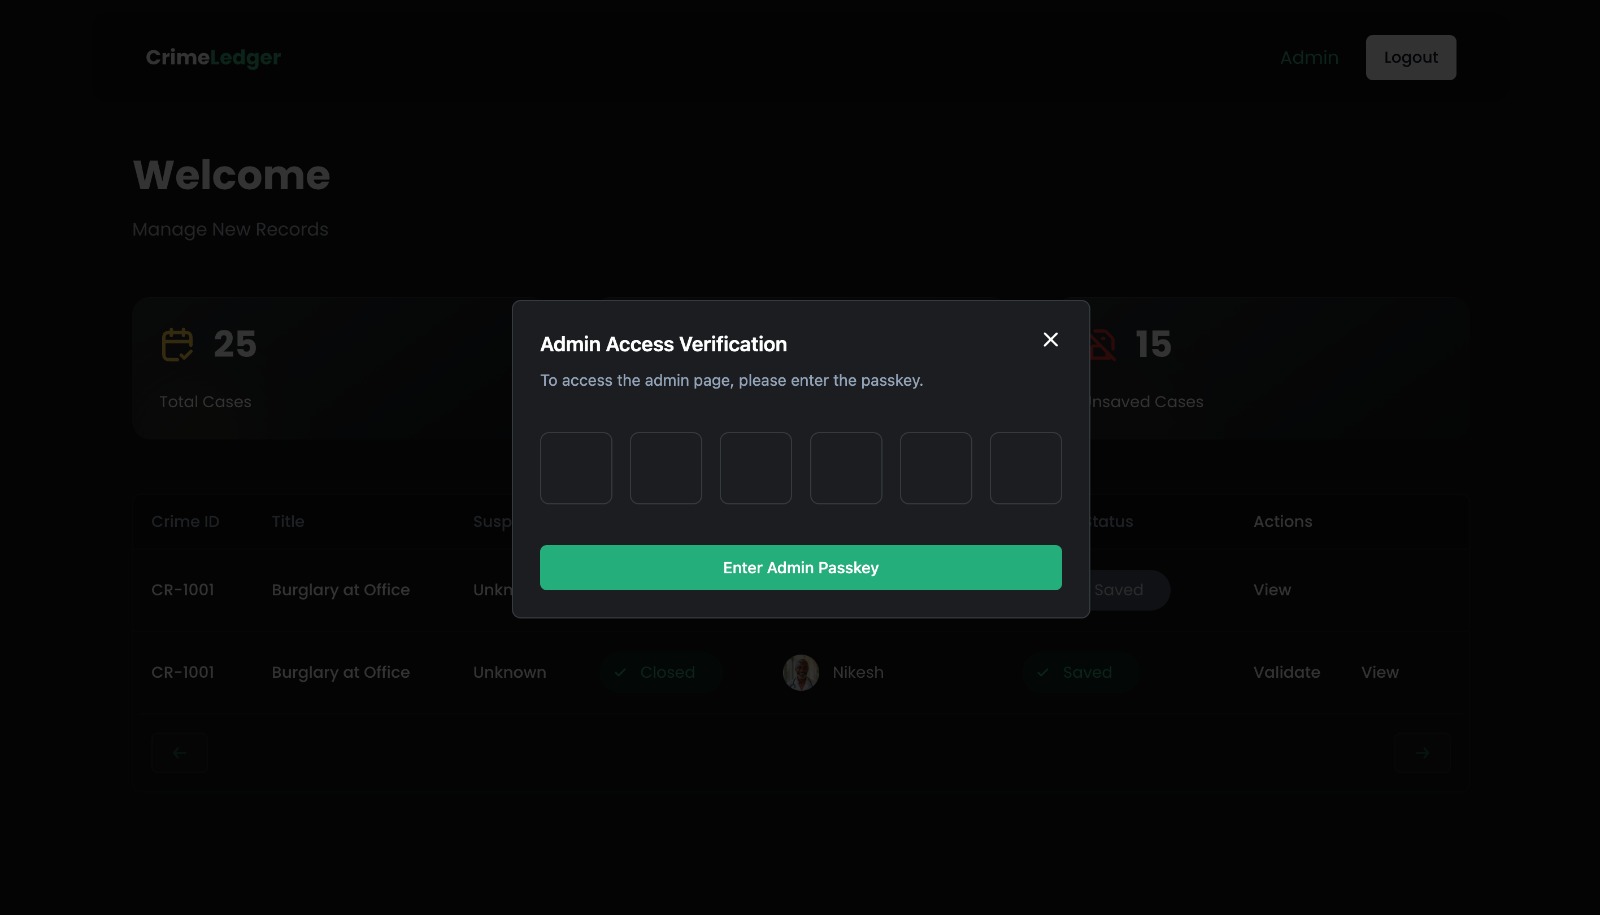 CrimeLedger
Admin
Logout
Welcome
Manage New Records
25
Total Cases
15
nsaved Cases
Admin Access Verification
To access the admin page, please enter the passkey.
Enter Admin Passkey
Crime ID Title Susp tatus Actions
CR-1001 Burglary at Office Unkn Saved View
CR-1001 Burglary at Office Unknown Closed Nikesh Saved Validate View